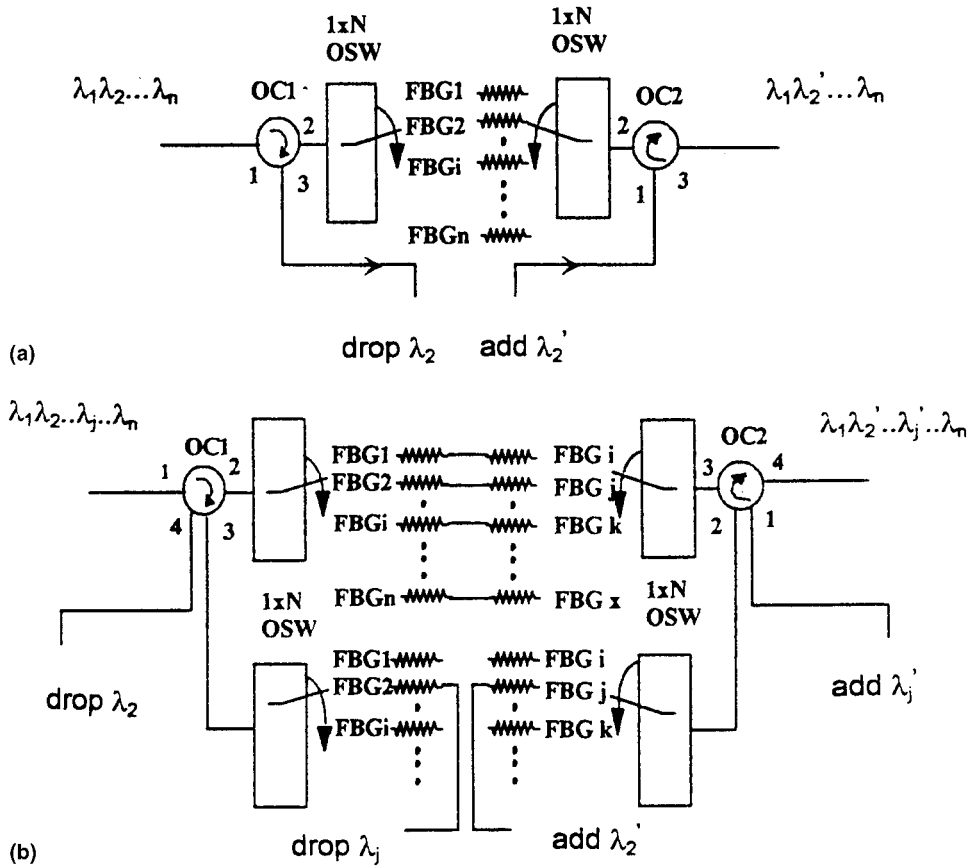 1xN
OSW
1xN
OSW
λ₁λ₂...λₙ
OC1
FBG1
OC2
λ₁λ₂'...λₙ
2
FBG2
2
1
3
FBGi
1
3
FBGn
drop λ₂
add λ₂'
(a)
λ₁λ₂..λⱼ..λₙ
OC1
FBG1
FBG i
OC2
λ₁λ₂'..λⱼ'..λₙ
1
2
FBG2
FBG j
3
4
4
3
FBGi
FBG k
2
1
FBGn
FBG x
1xN
OSW
1xN
OSW
FBG1
FBG i
drop λ₂
FBG2
FBG j
add λⱼ'
FBGi
FBG k
drop λⱼ
add λ₂'
(b)